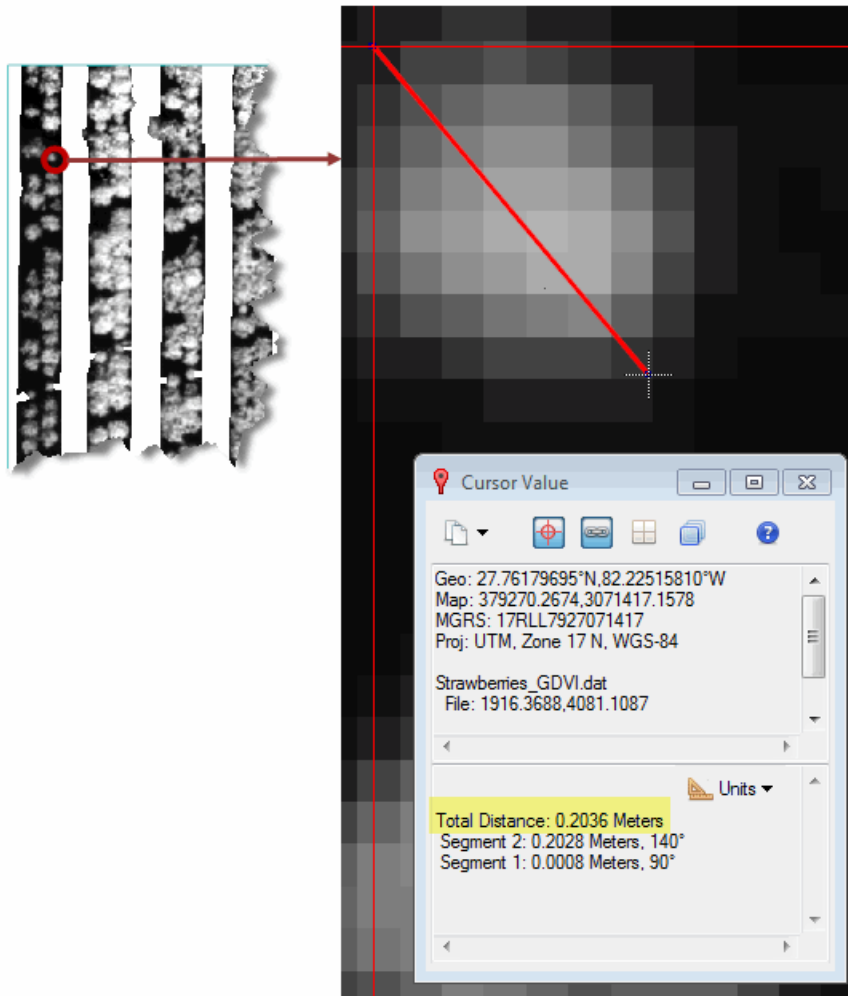 Cursor Value
Geo: 27.76179695°N,82.22515810°W
Map: 379270.2674,3071417.1578
MGRS: 17RLL7927071417
Proj: UTM, Zone 17 N, WGS-84
Strawberries_GDVI.dat
File: 1916.3688,4081.1087
Units
Total Distance: 0.2036 Meters
Segment 2: 0.2028 Meters, 140°
Segment 1: 0.0008 Meters, 90°